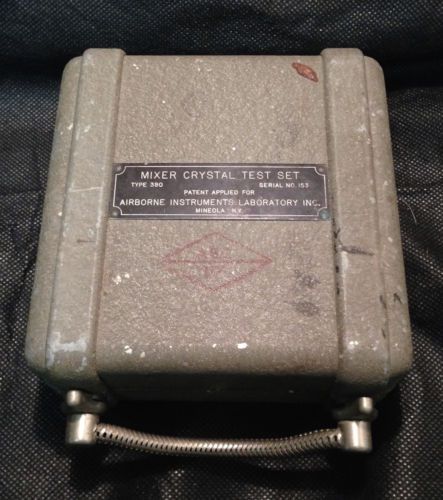 MIXER CRYSTAL TEST SET
TYPE 390 SERIAL NO. 153
PATENT APPLIED FOR
AIRBORNE INSTRUMENTS LABORATORY INC.
MINEOLA N.Y.